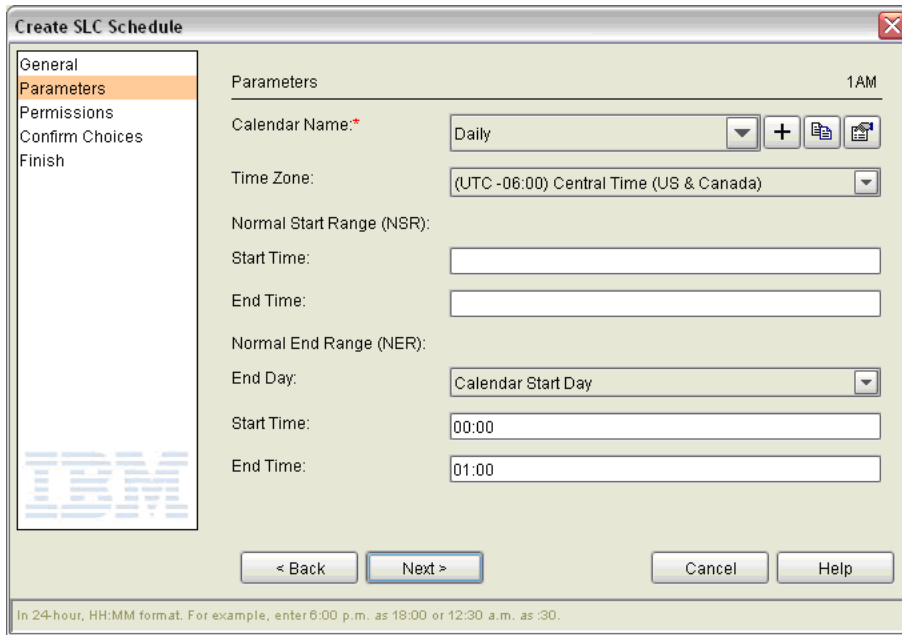 Create SLC Schedule
General
Parameters
Permissions
Confirm Choices
Finish
IBM
Parameters 1AM
Calendar Name:* Daily
Time Zone: (UTC -06:00) Central Time (US & Canada)
Normal Start Range (NSR):
Start Time:
End Time:
Normal End Range (NER):
End Day: Calendar Start Day
Start Time: 00:00
End Time: 01:00
< Back Next > Cancel Help
In 24-hour, HH:MM format. For example, enter 6:00 p.m. as 18:00 or 12:30 a.m. as :30.